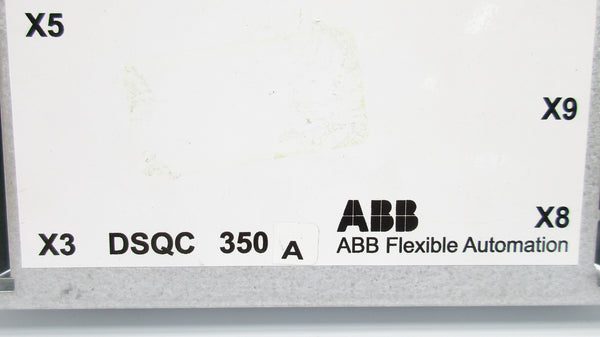 X5
X9
ABB X8
X3 DSQC 350 A ABB Flexible Automation